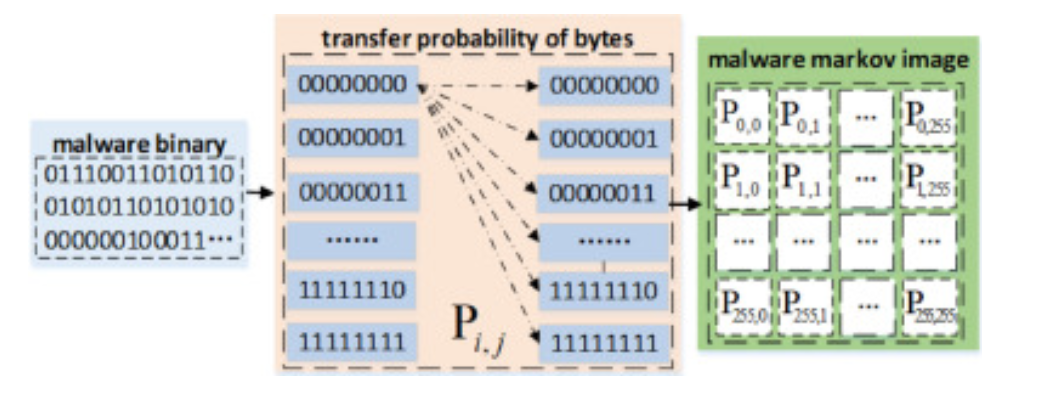 malware binary
01110011010110
01010110101010
000000100011...
transfer probability of bytes
00000000
00000001
00000011
......
11111110
11111111
P i,j
00000000
00000001
00000011
......
11111110
11111111
malware markov image
P0,0 P0,1 ... P0,255
P1,0 P1,1 ... P1,255
... ... ... ...
P255,0 P255,1 ... P255,255